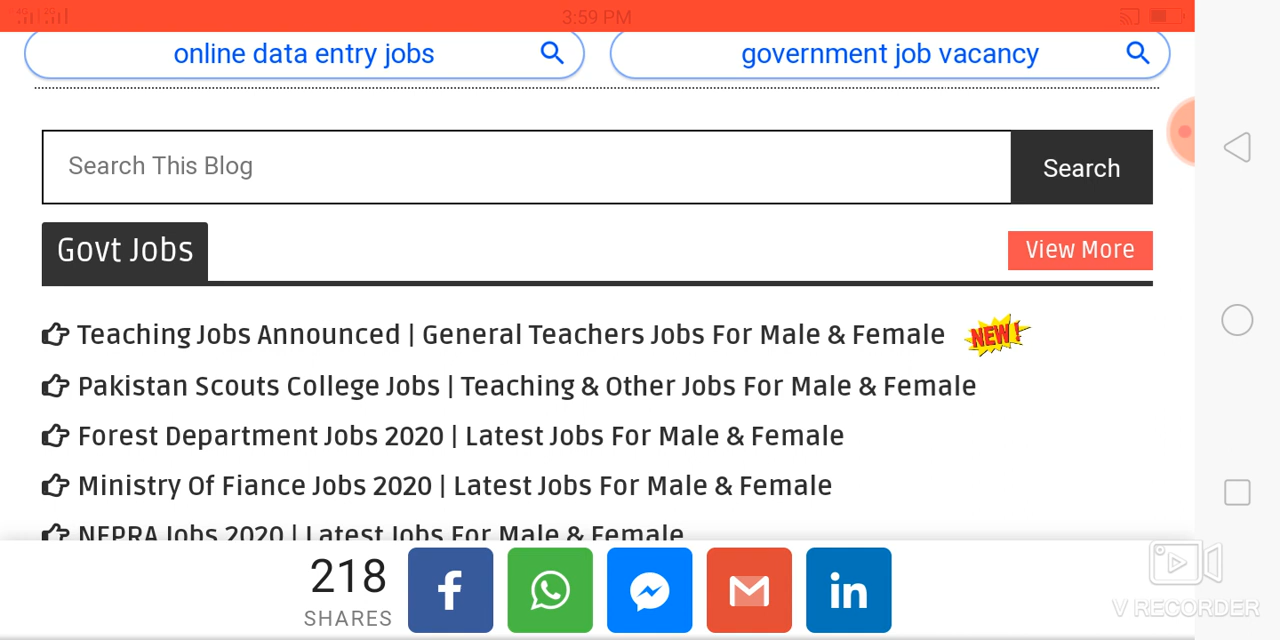 4G 2G 3:59 PM
online data entry jobs
government job vacancy
Search This Blog
Search
Govt Jobs
View More
Teaching Jobs Announced | General Teachers Jobs For Male & Female NEW!
Pakistan Scouts College Jobs | Teaching & Other Jobs For Male & Female
Forest Department Jobs 2020 | Latest Jobs For Male & Female
Ministry Of Fiance Jobs 2020 | Latest Jobs For Male & Female
NEPRA Jobs 2020 | Latest Jobs For Male & Female
218
SHARES
V RECORDER